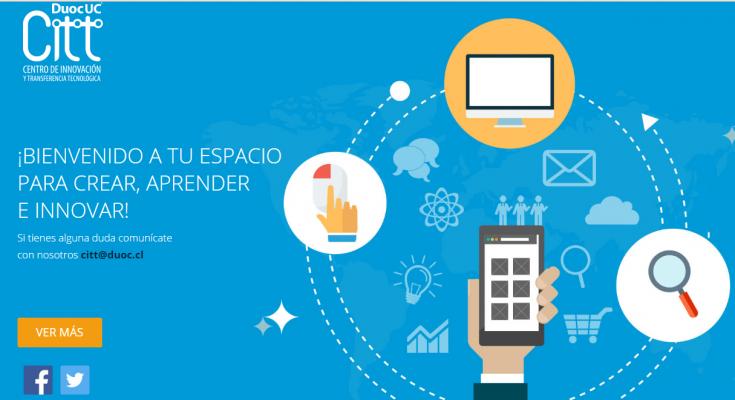 DuocUC
Citt
CENTRO DE INNOVACIÓN
Y TRANSFERENCIA TECNOLÓGICA
¡BIENVENIDO A TU ESPACIO
PARA CREAR, APRENDER
E INNOVAR!
Si tienes alguna duda comunícate
con nosotros citt@duoc.cl
VER MÁS